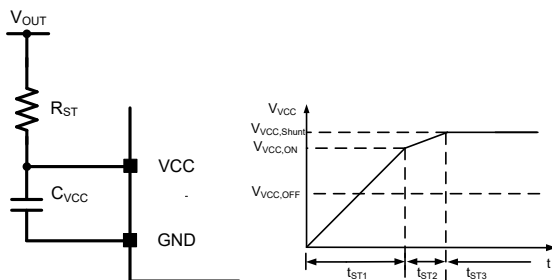 VOUT
RST
VCC
CVCC
GND
VVCC
VVCC,Shunt
VVCC,ON
VVCC,OFF
t
tST1
tST2
tST3